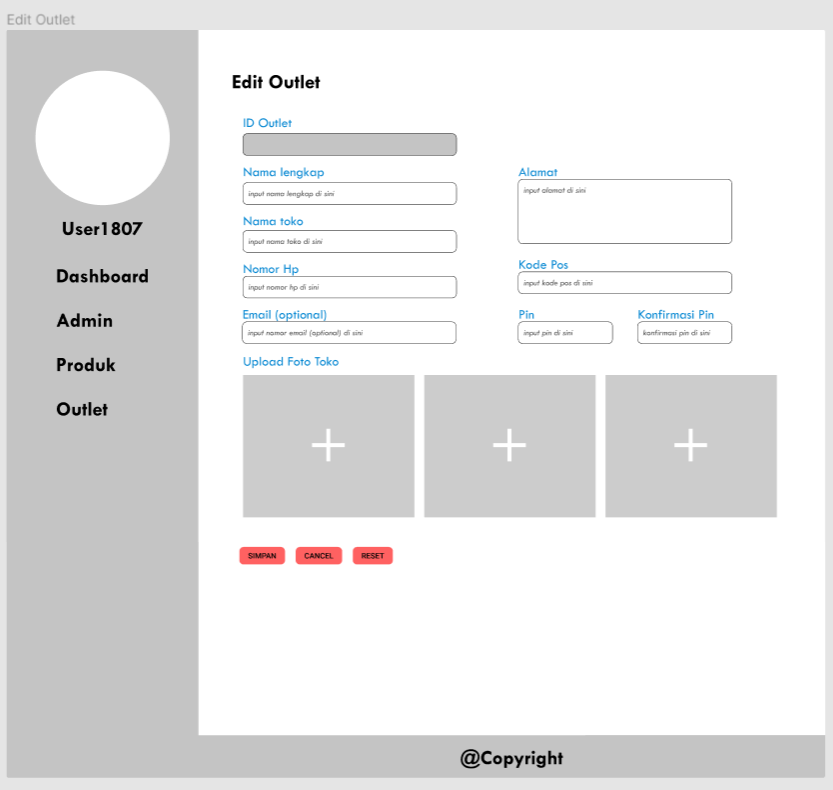 Edit Outlet
User1807
Dashboard
Admin
Produk
Outlet
Edit Outlet
ID Outlet
Nama lengkap
input nama lengkap di sini
Nama toko
input nama toko di sini
Nomor Hp
input nomor hp di sini
Email (optional)
input nomor email (optional) di sini
Alamat
input alamat di sini
Kode Pos
input kode pos di sini
Pin
input pin di sini
Konfirmasi Pin
konfirmasi pin di sini
Upload Foto Toko
SIMPAN
CANCEL
RESET
@Copyright